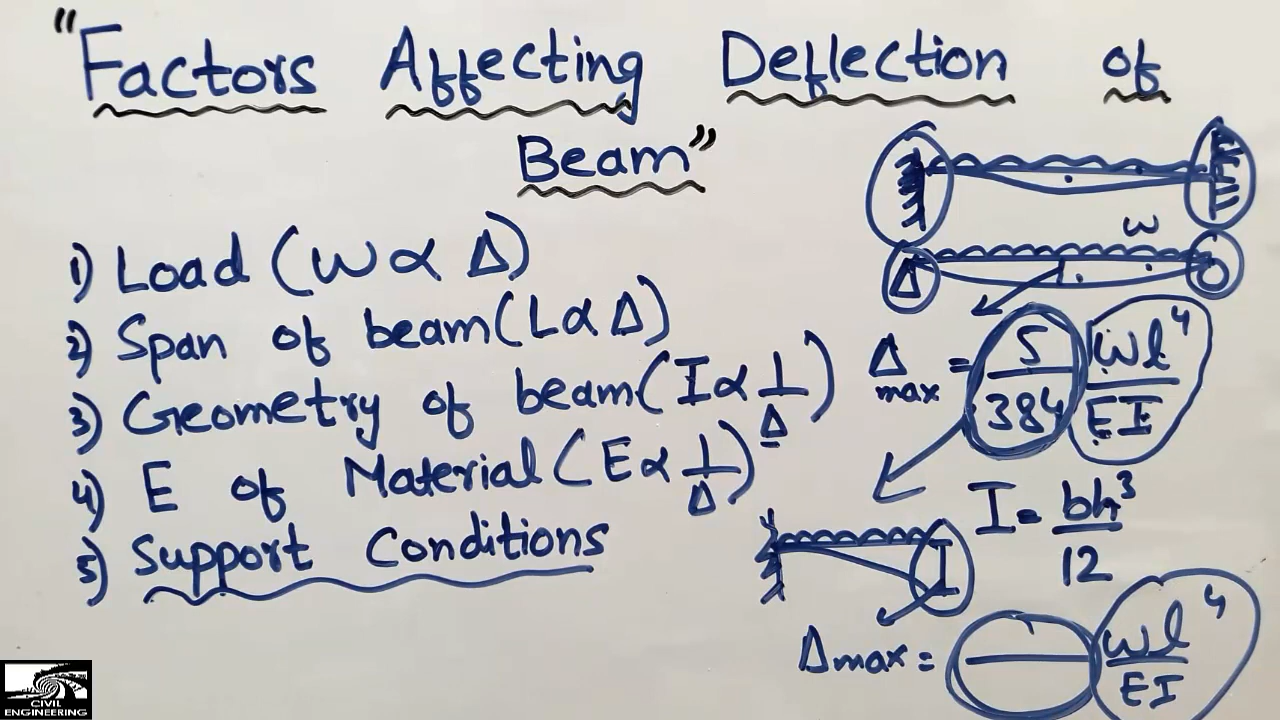 "Factors Affecting Deflection of
Beam"
1) Load (W ∝ Δ)
2) Span of beam (L ∝ Δ)
3) Geometry of beam (I ∝ 1/Δ)
4) E of Material (E ∝ 1/Δ)
5) Support Conditions
w
Δmax = 5/384 wl⁴/EI
I = bh³/12
Δmax = wl⁴/EI
CIVIL
ENGINEERING